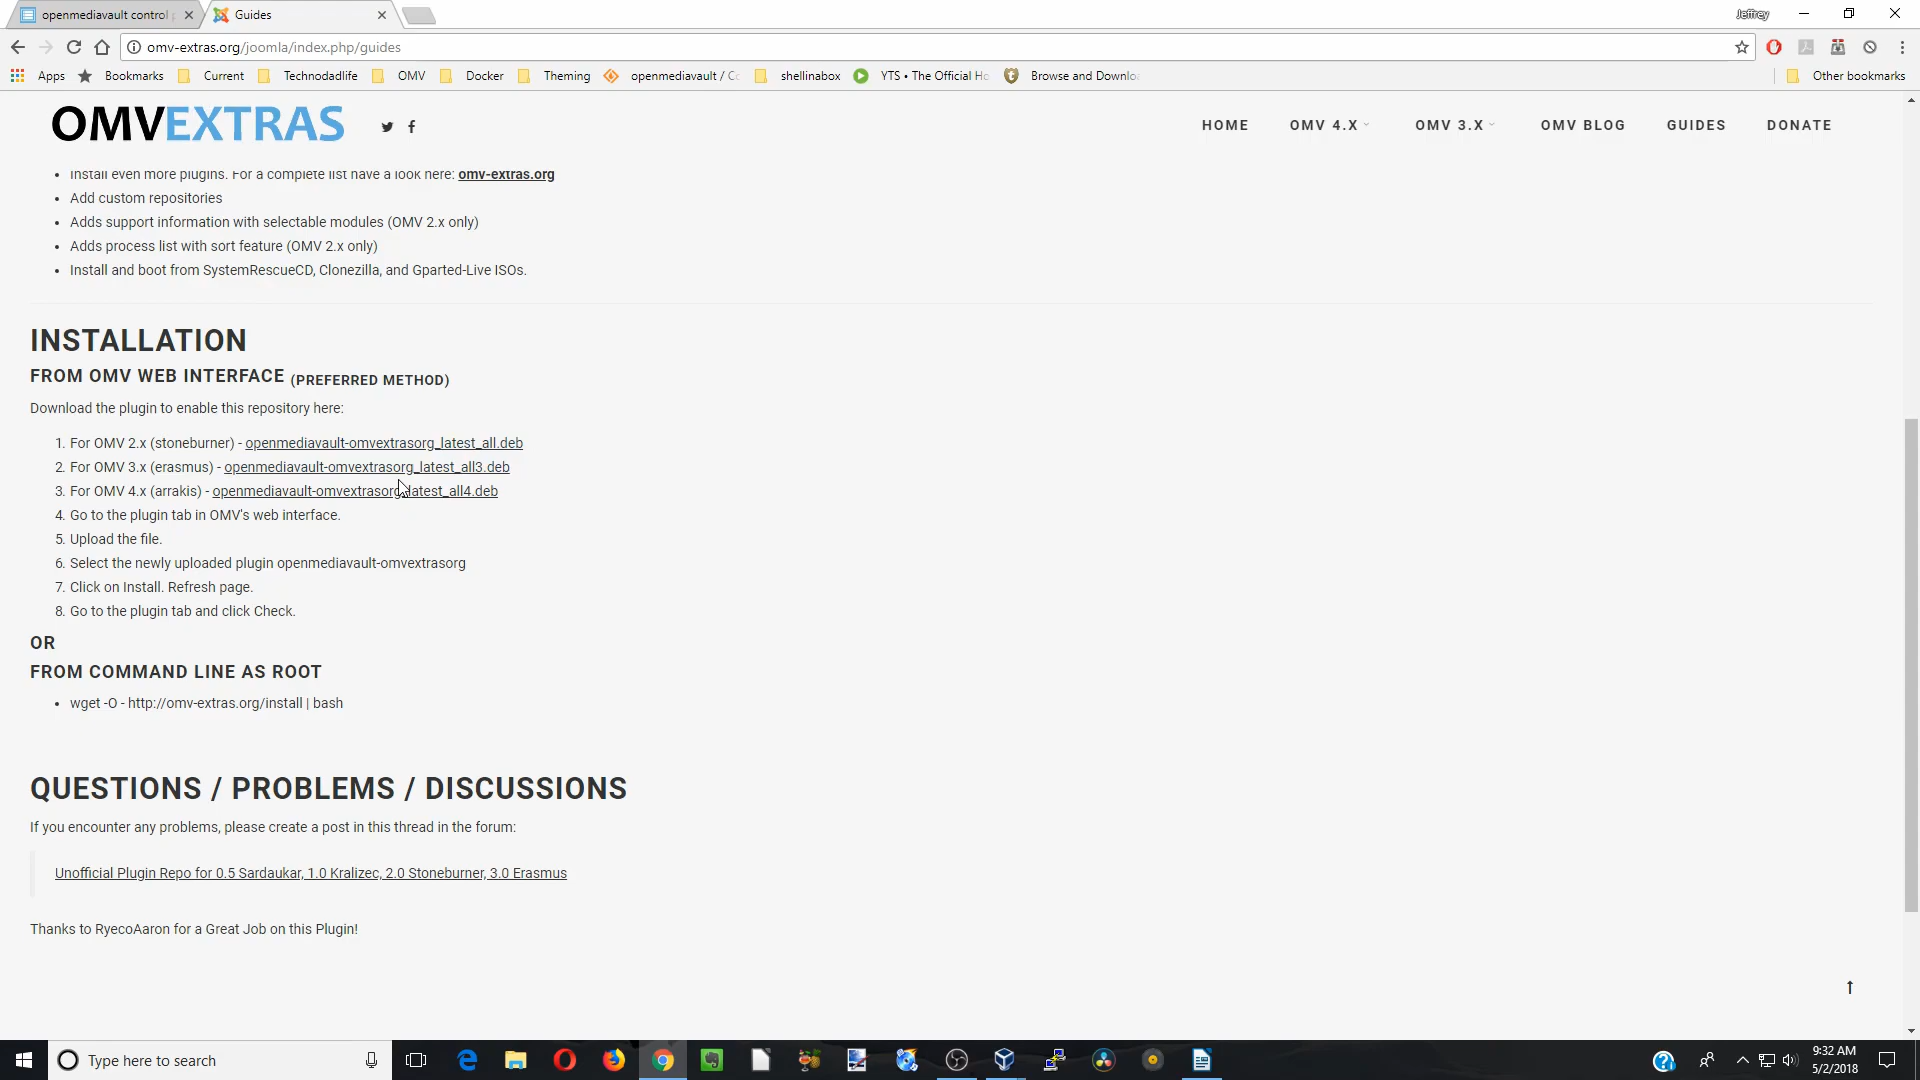 openmediavault control p
Guides
Jeffrey
omv-extras.org/joomla/index.php/guides
Apps Bookmarks Current Technodadlife OMV Docker Theming openmediavault / Co shellinabox YTS • The Official Ho Browse and Downloa Other bookmarks
OMVEXTRAS
HOME OMV 4.X OMV 3.X OMV BLOG GUIDES DONATE
• Install even more plugins. For a complete list have a look here: omv-extras.org
• Add custom repositories
• Adds support information with selectable modules (OMV 2.x only)
• Adds process list with sort feature (OMV 2.x only)
• Install and boot from SystemRescueCD, Clonezilla, and Gparted-Live ISOs.
INSTALLATION
FROM OMV WEB INTERFACE (PREFERRED METHOD)
Download the plugin to enable this repository here:
1. For OMV 2.x (stoneburner) - openmediavault-omvextrasorg_latest_all.deb
2. For OMV 3.x (erasmus) - openmediavault-omvextrasorg_latest_all3.deb
3. For OMV 4.x (arrakis) - openmediavault-omvextrasorg_latest_all4.deb
4. Go to the plugin tab in OMV's web interface.
5. Upload the file.
6. Select the newly uploaded plugin openmediavault-omvextrasorg
7. Click on Install. Refresh page.
8. Go to the plugin tab and click Check.
OR
FROM COMMAND LINE AS ROOT
• wget -O - http://omv-extras.org/install | bash
QUESTIONS / PROBLEMS / DISCUSSIONS
If you encounter any problems, please create a post in this thread in the forum:
Unofficial Plugin Repo for 0.5 Sardaukar, 1.0 Kralizec, 2.0 Stoneburner, 3.0 Erasmus
Thanks to RyecoAaron for a Great Job on this Plugin!
Type here to search
9:32 AM
5/2/2018